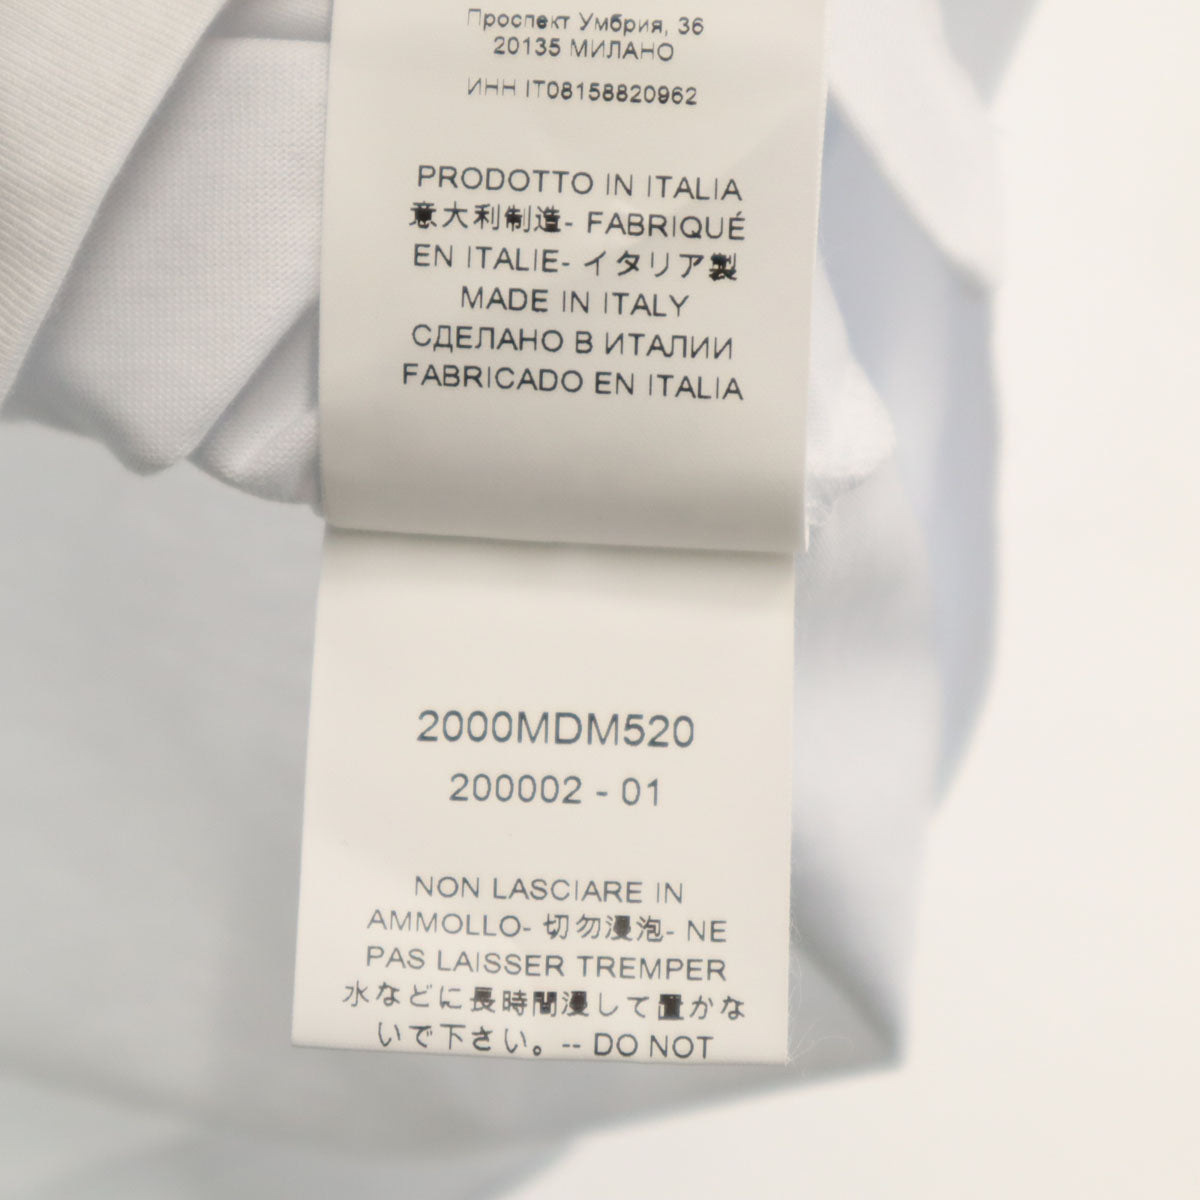 Проспект Умбрия, 36
20135 МИЛАНО
ИНН IT08158820962
PRODOTTO IN ITALIA
意大利制造- FABRIQUÉ
EN ITALIE- イタリア製
MADE IN ITALY
СДЕЛАНО В ИТАЛИИ
FABRICADO EN ITALIA
2000MDM520
200002 - 01
NON LASCIARE IN
AMMOLLO- 切勿浸泡- NE
PAS LAISSER TREMPER
水などに長時間浸して置かな
いで下さい。-- DO NOT